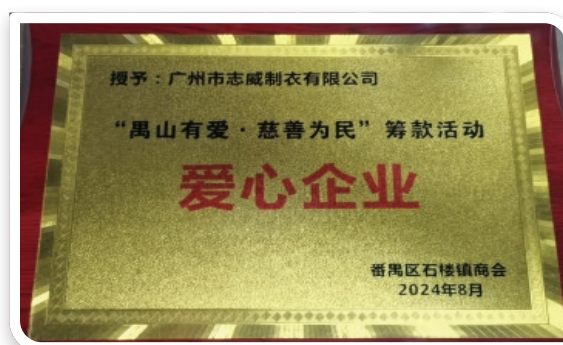 授予：广州市志威制衣有限公司
“禺山有爱·慈善为民”筹款活动
爱心企业
番禺区石楼镇商会
2024年8月